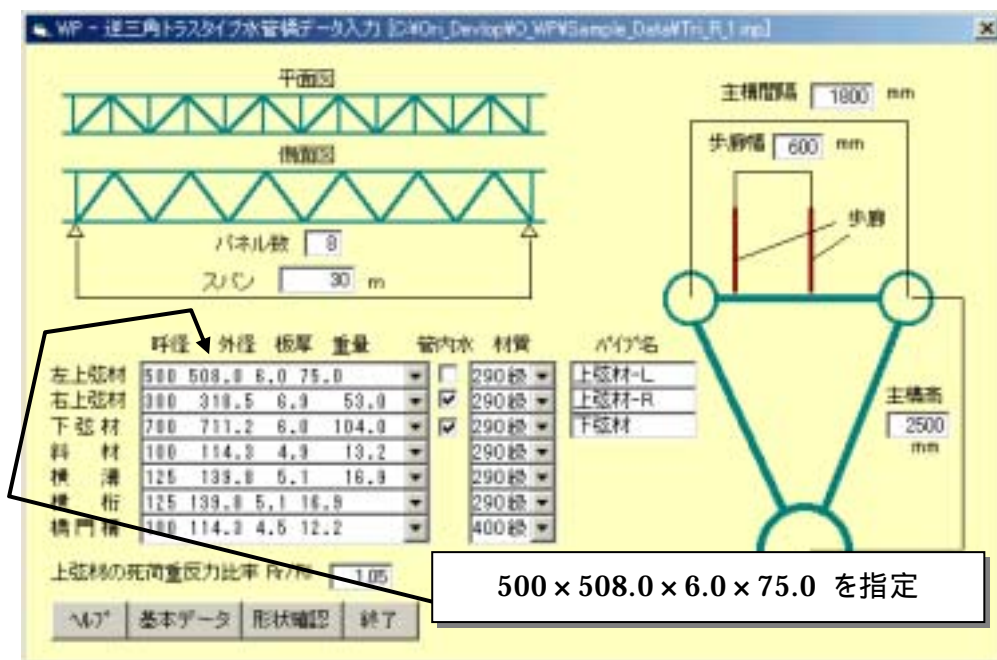 WP - 逆三角トラスタイプ水管橋データ入力 [C:¥Ori_Devlop¥O_WP¥Sample_Data¥Tri_R_1.inp]
平面図
側面図
パネル数 8
スパン 30 m
主構間隔 1800 mm
歩廊幅 600 mm
歩廊
主構高
2500
mm
呼径 外径 板厚 重量 管内水 材質 パイプ名
左上弦材 500 508.0 6.0 75.0 290級 上弦材-L
右上弦材 300 318.5 6.9 53.0 290級 上弦材-R
下弦材 700 711.2 6.0 104.0 290級 下弦材
斜 材 100 114.3 4.9 13.2 290級
横 溝 125 139.8 5.1 16.9 290級
横 桁 125 139.8 5.1 16.9 290級
橋門構 100 114.3 4.5 12.2 400級
上弦材の死荷重反力比率 1.05
500×508.0×6.0×75.0 を指定
ヘルプ 基本データ 形状確認 終了